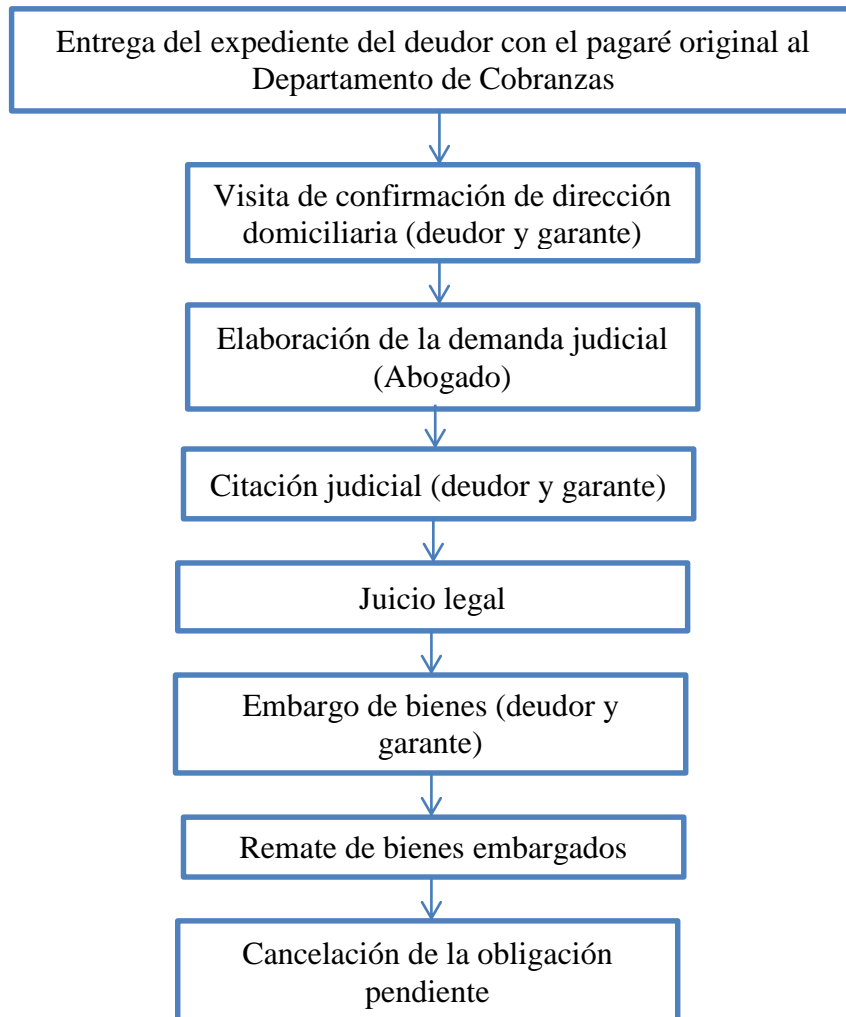 Entrega del expediente del deudor con el pagaré original al
Departamento de Cobranzas
Visita de confirmación de dirección
domiciliaria (deudor y garante)
Elaboración de la demanda judicial
(Abogado)
Citación judicial (deudor y garante)
Juicio legal
Embargo de bienes (deudor y
garante)
Remate de bienes embargados
Cancelación de la obligación
pendiente